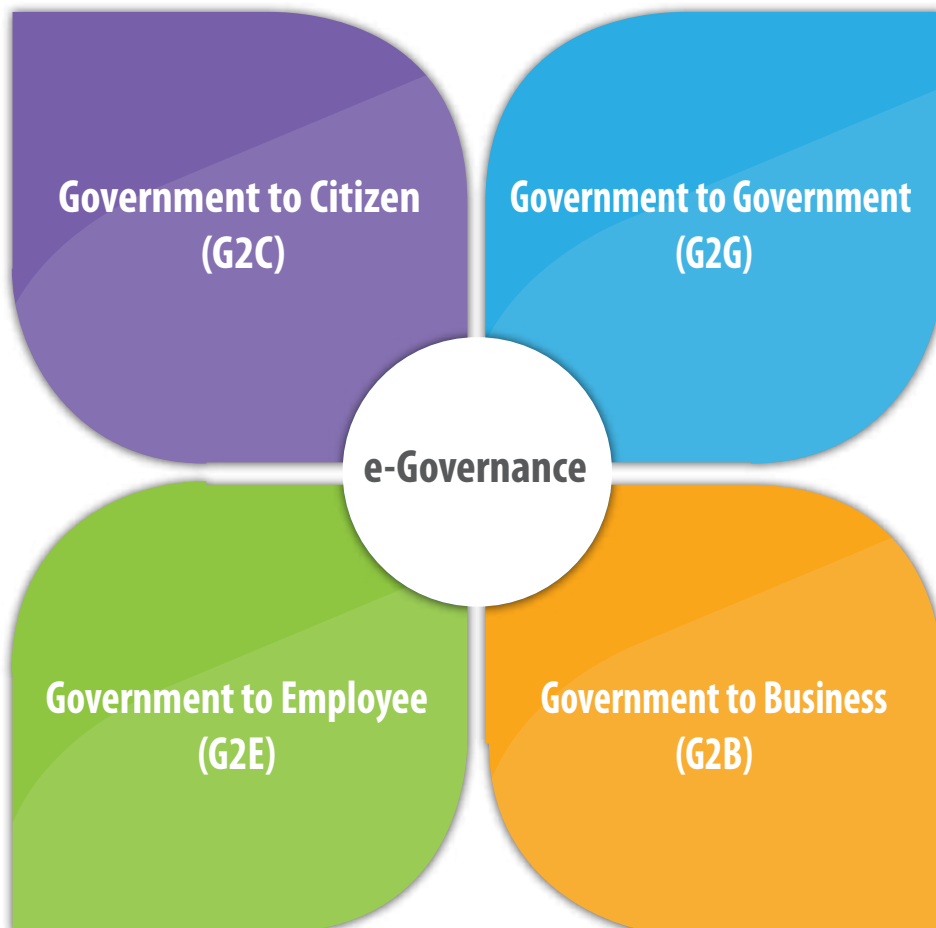 Government to Citizen
(G2C)
Government to Government
(G2G)
e-Governance
Government to Employee
(G2E)
Government to Business
(G2B)